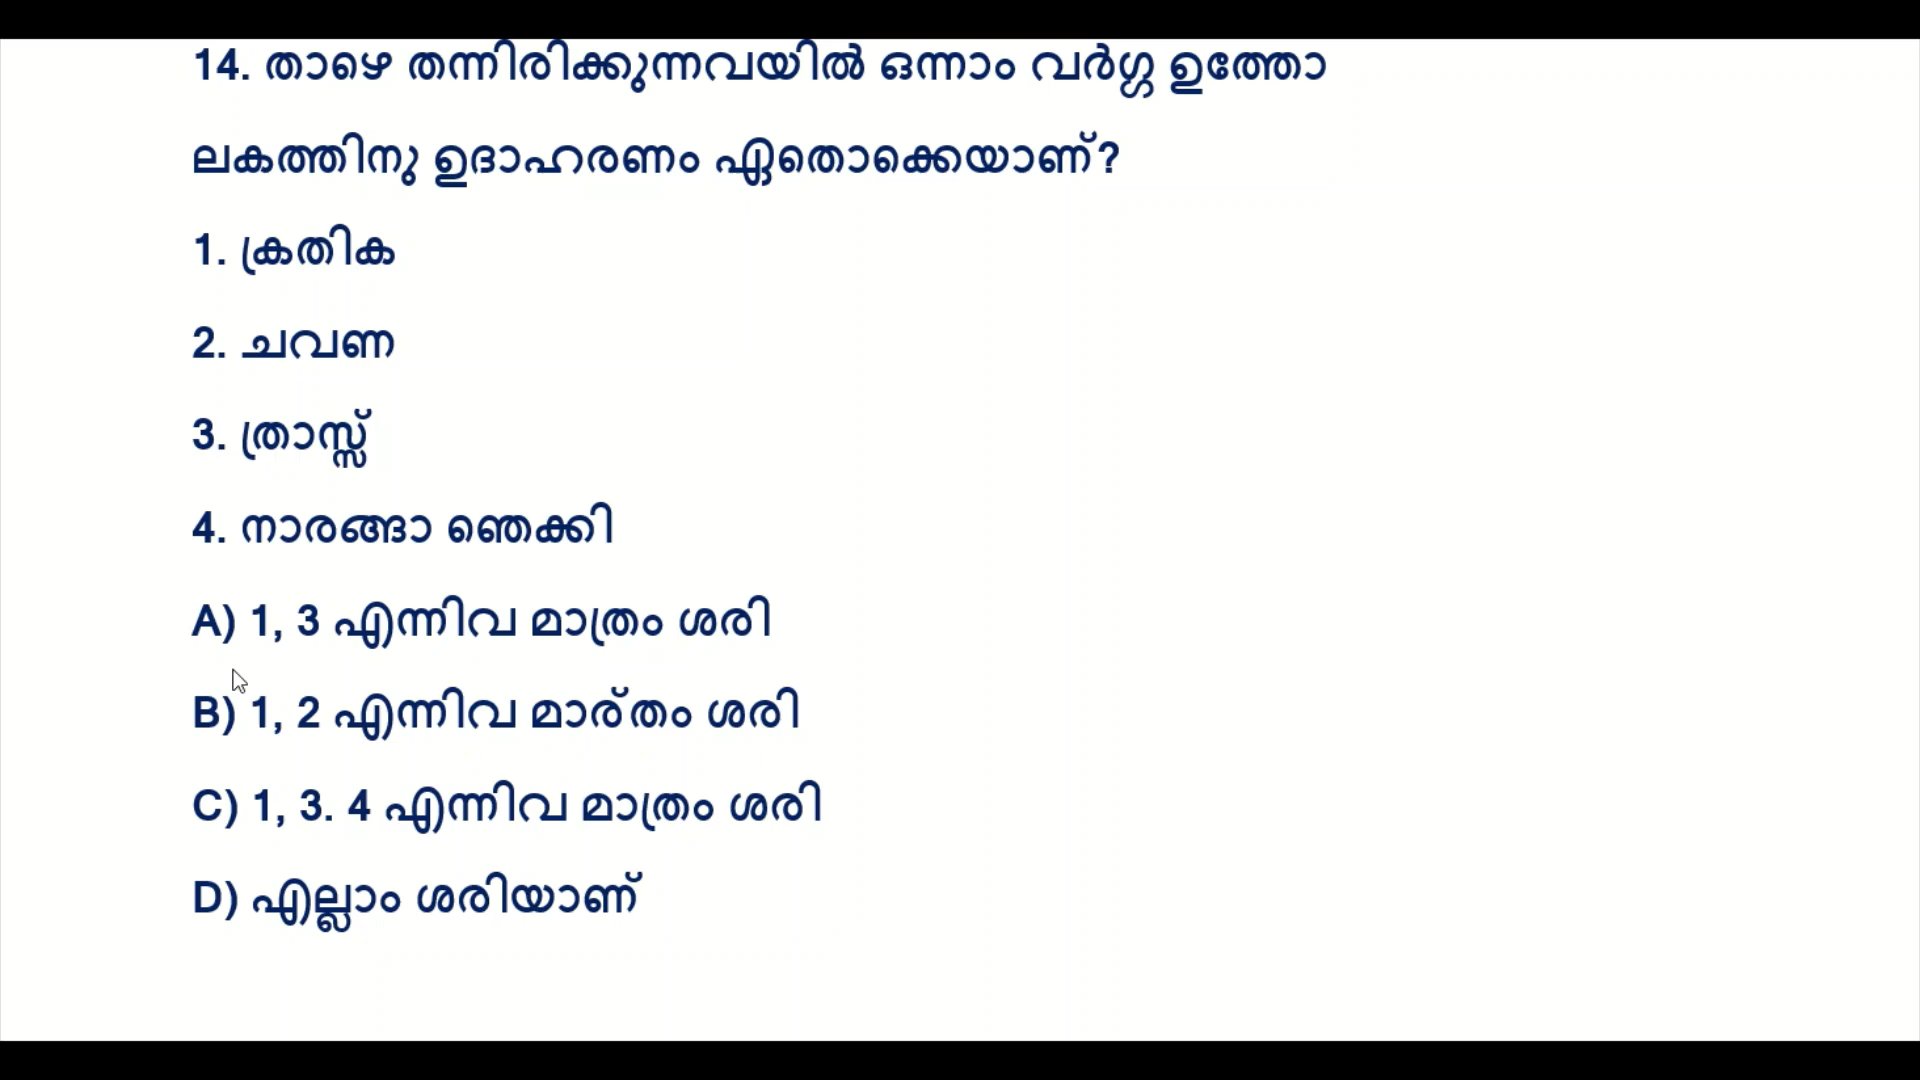 14. താഴെ തന്നിരിക്കുന്നവയിൽ ഒന്നാം വർഗ്ഗ ഉത്തോ
ലകത്തിനു ഉദാഹരണം ഏതൊക്കെയാണ്?
1. ക്രതിക
2. ചവണ
3. ത്രാസ്സ്
4. നാരങ്ങാ ഞെക്കി
A) 1, 3 എന്നിവ മാത്രം ശരി
B) 1, 2 എന്നിവ മാര്‌തം ശരി
C) 1, 3. 4 എന്നിവ മാത്രം ശരി
D) എല്ലാം ശരിയാണ്